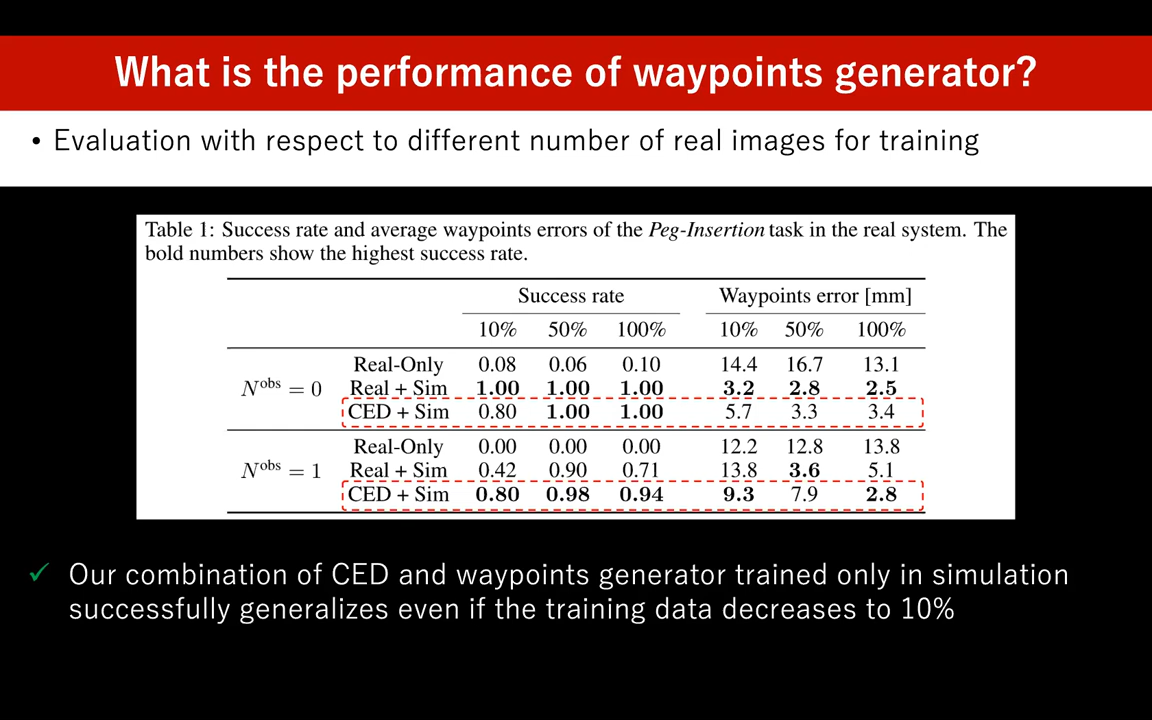 What is the performance of waypoints generator?
• Evaluation with respect to different number of real images for training
Table 1: Success rate and average waypoints errors of the Peg-Insertion task in the real system. The
bold numbers show the highest success rate.
Success rate Waypoints error [mm]
10% 50% 100% 10% 50% 100%
Real-Only 0.08 0.06 0.10 14.4 16.7 13.1
N^obs = 0 Real + Sim 1.00 1.00 1.00 3.2 2.8 2.5
CED + Sim 0.80 1.00 1.00 5.7 3.3 3.4
Real-Only 0.00 0.00 0.00 12.2 12.8 13.8
N^obs = 1 Real + Sim 0.42 0.90 0.71 13.8 3.6 5.1
CED + Sim 0.80 0.98 0.94 9.3 7.9 2.8
✓ Our combination of CED and waypoints generator trained only in simulation
successfully generalizes even if the training data decreases to 10%